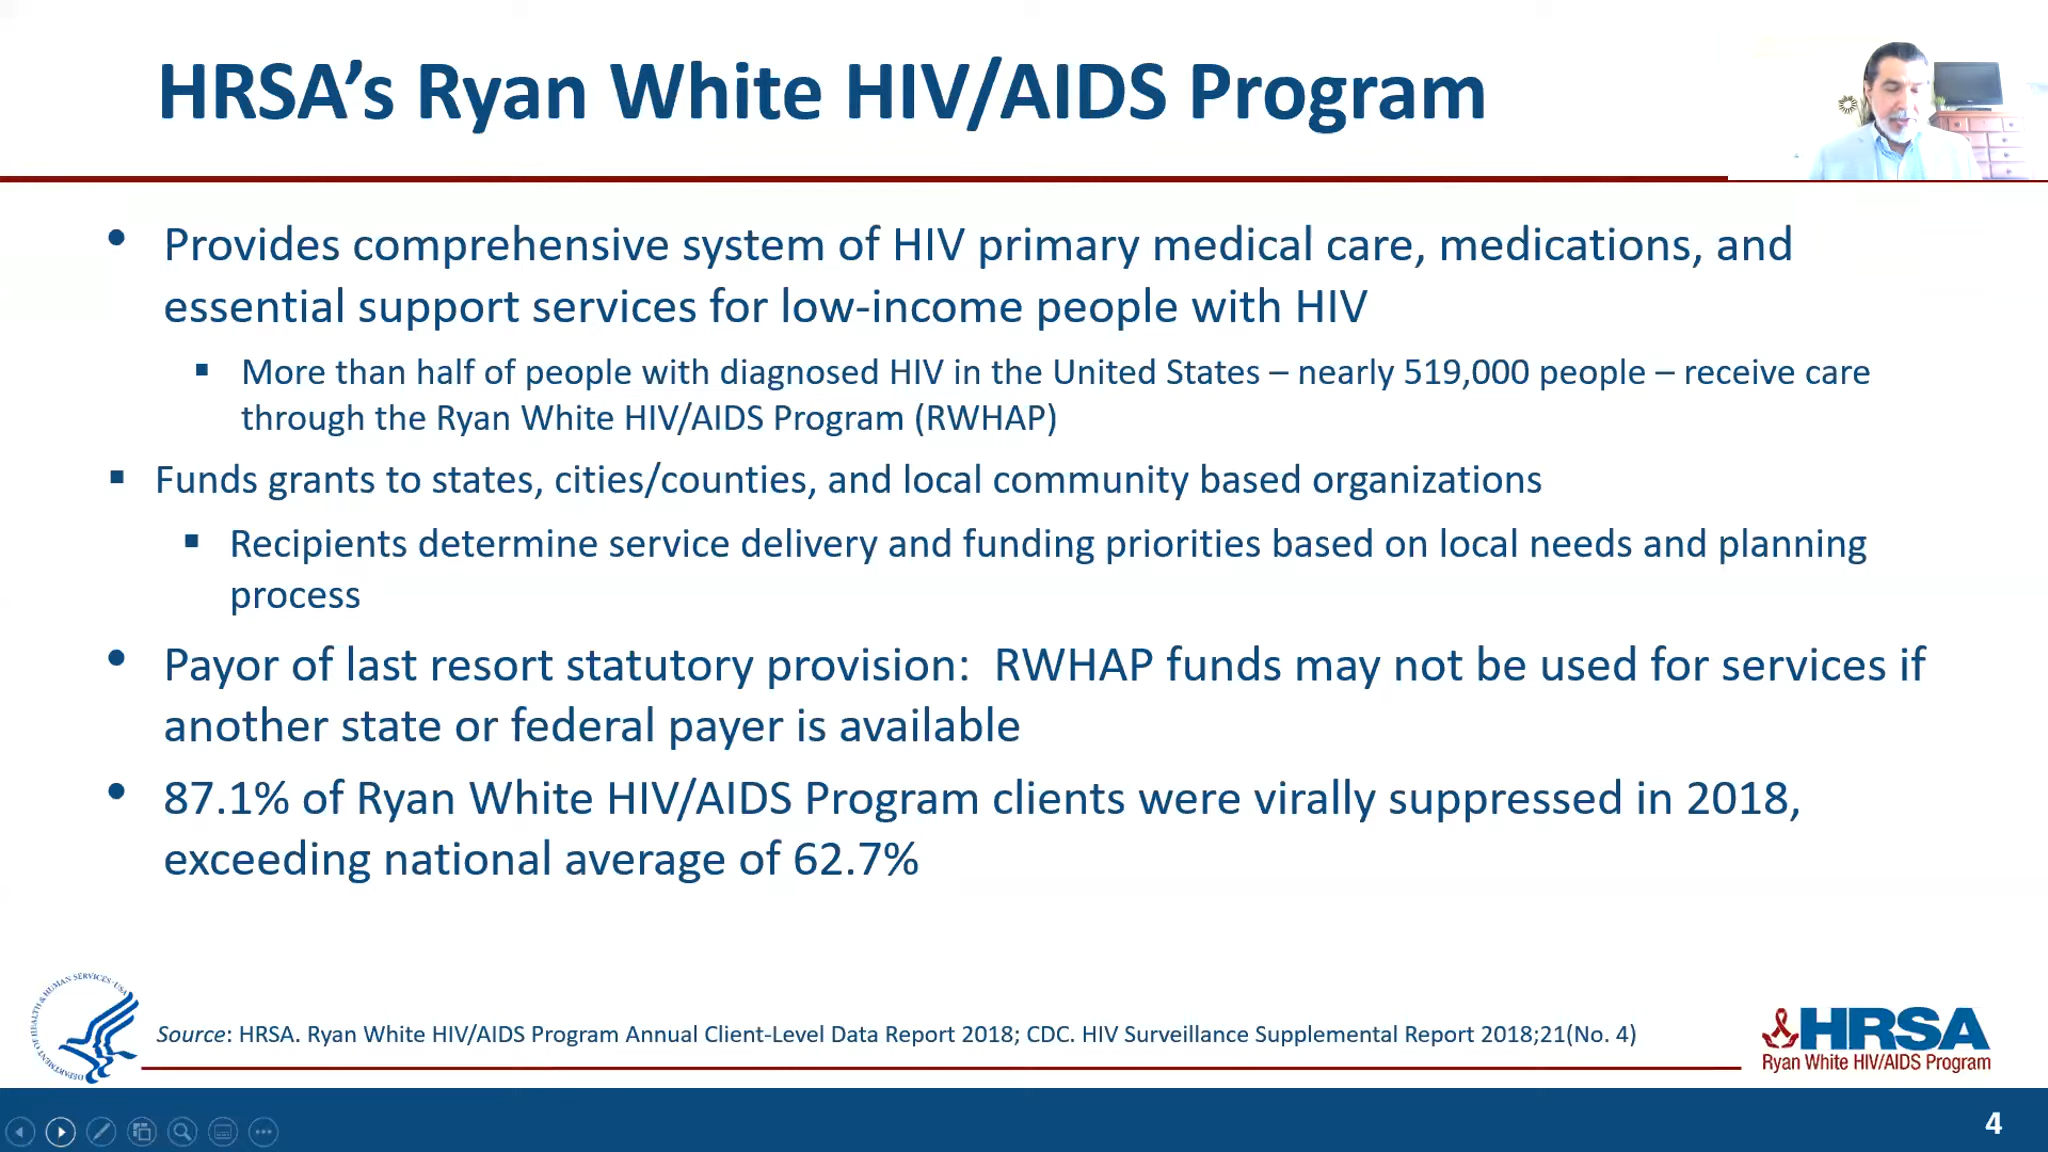 HRSA’s Ryan White HIV/AIDS Program
• Provides comprehensive system of HIV primary medical care, medications, and
essential support services for low-income people with HIV
▪ More than half of people with diagnosed HIV in the United States – nearly 519,000 people – receive care
through the Ryan White HIV/AIDS Program (RWHAP)
▪ Funds grants to states, cities/counties, and local community based organizations
▪ Recipients determine service delivery and funding priorities based on local needs and planning
process
• Payor of last resort statutory provision:  RWHAP funds may not be used for services if
another state or federal payer is available
• 87.1% of Ryan White HIV/AIDS Program clients were virally suppressed in 2018,
exceeding national average of 62.7%
DEPARTMENT OF HEALTH & HUMAN SERVICES · USA
Source: HRSA. Ryan White HIV/AIDS Program Annual Client-Level Data Report 2018; CDC. HIV Surveillance Supplemental Report 2018;21(No. 4)
HRSA
Ryan White HIV/AIDS Program
4